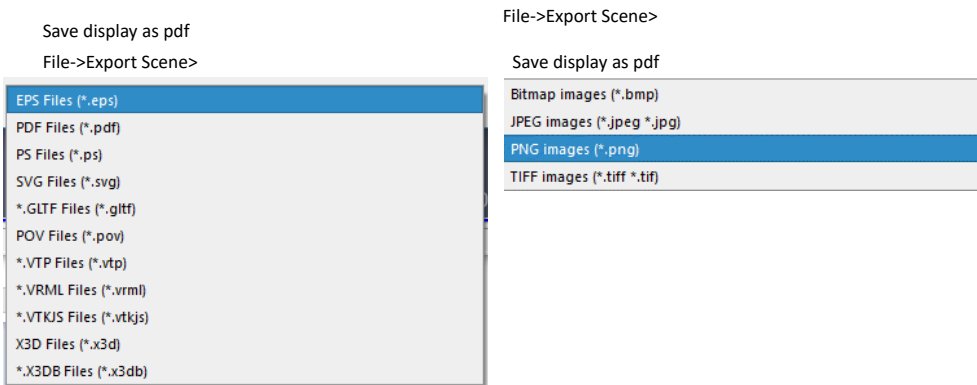 Save display as pdf
File->Export Scene>
EPS Files (*.eps)
PDF Files (*.pdf)
PS Files (*.ps)
SVG Files (*.svg)
*.GLTF Files (*.gltf)
POV Files (*.pov)
*.VTP Files (*.vtp)
*.VRML Files (*.vrml)
*.VTKJS Files (*.vtkjs)
X3D Files (*.x3d)
*.X3DB Files (*.x3db)
File->Export Scene>
Save display as pdf
Bitmap images (*.bmp)
JPEG images (*.jpeg *.jpg)
PNG images (*.png)
TIFF images (*.tiff *.tif)